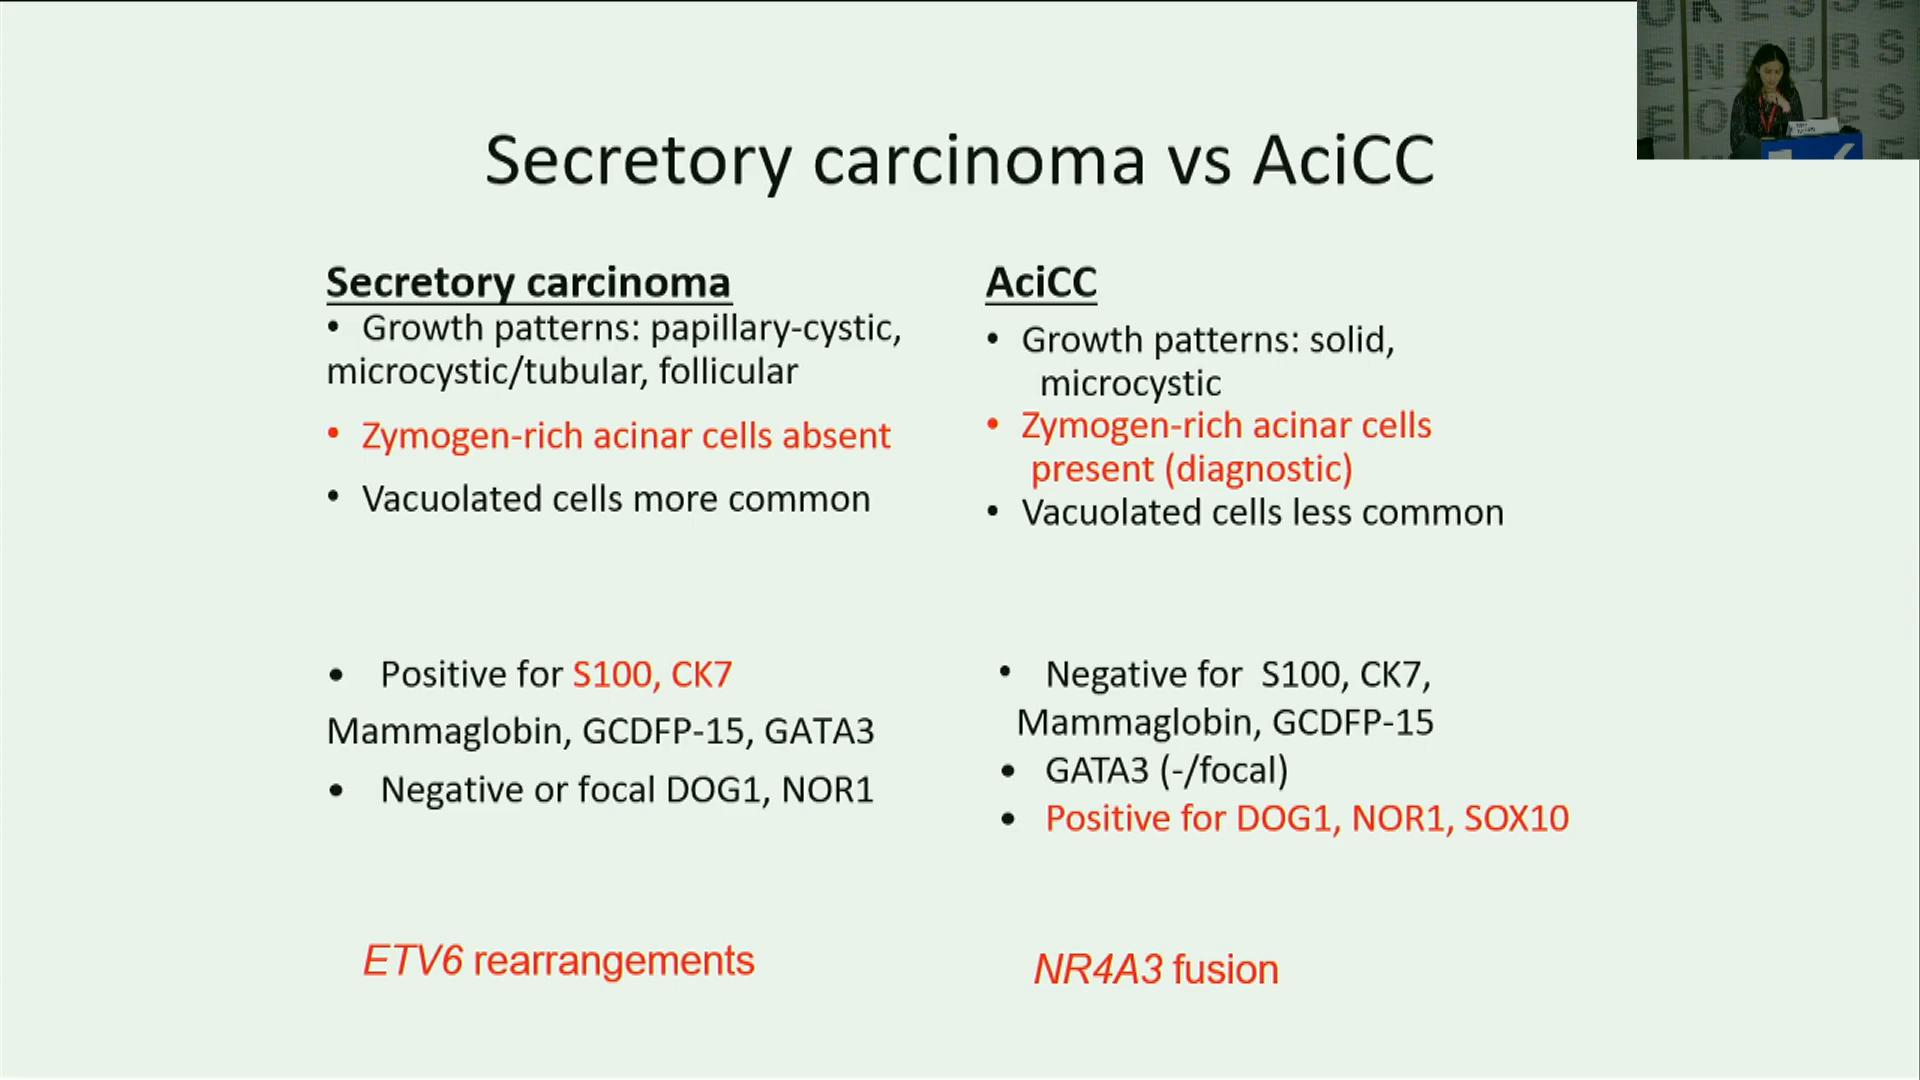 Secretory carcinoma vs AciCC
Secretory carcinoma
• Growth patterns: papillary-cystic,
microcystic/tubular, follicular
• Zymogen-rich acinar cells absent
• Vacuolated cells more common
• Positive for S100, CK7
Mammaglobin, GCDFP-15, GATA3
• Negative or focal DOG1, NOR1
ETV6 rearrangements
AciCC
• Growth patterns: solid,
microcystic
• Zymogen-rich acinar cells
present (diagnostic)
• Vacuolated cells less common
• Negative for S100, CK7,
Mammaglobin, GCDFP-15
• GATA3 (-/focal)
• Positive for DOG1, NOR1, SOX10
NR4A3 fusion